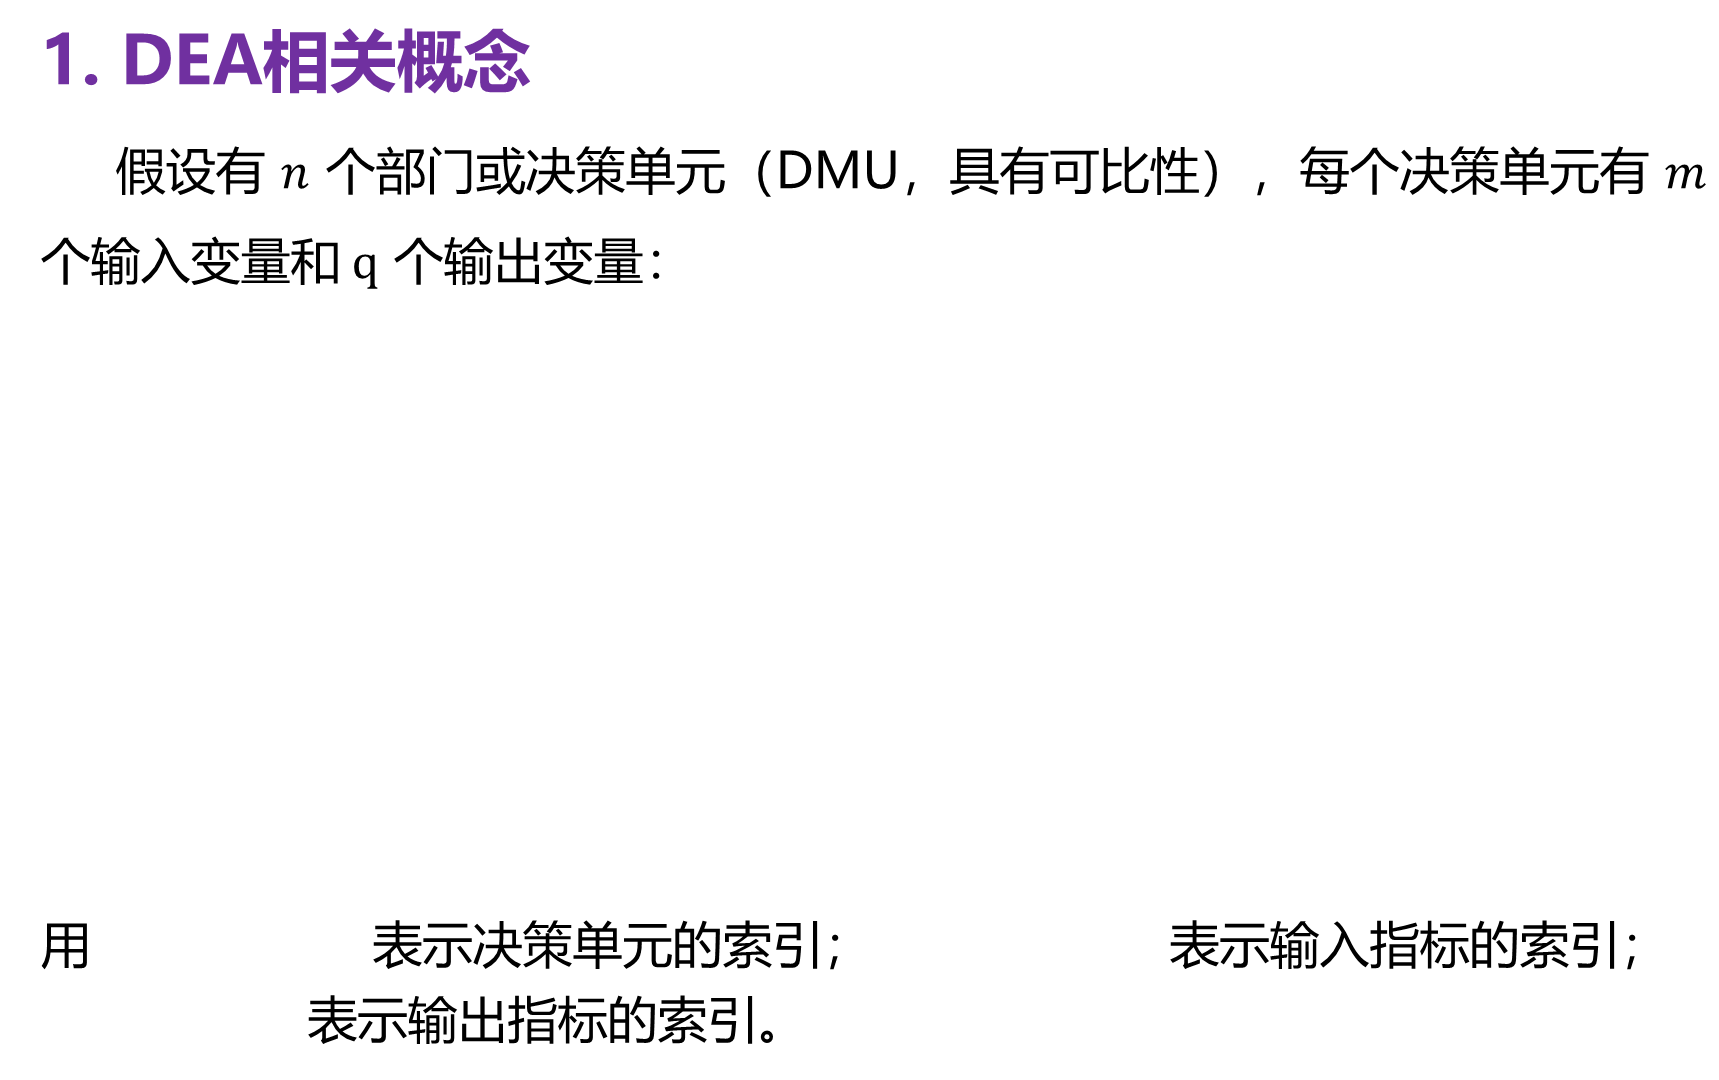 1. DEA相关概念
假设有 n 个部门或决策单元（DMU，具有可比性），每个决策单元有 m
个输入变量和 q 个输出变量：
用 表示决策单元的索引； 表示输入指标的索引；
表示输出指标的索引。